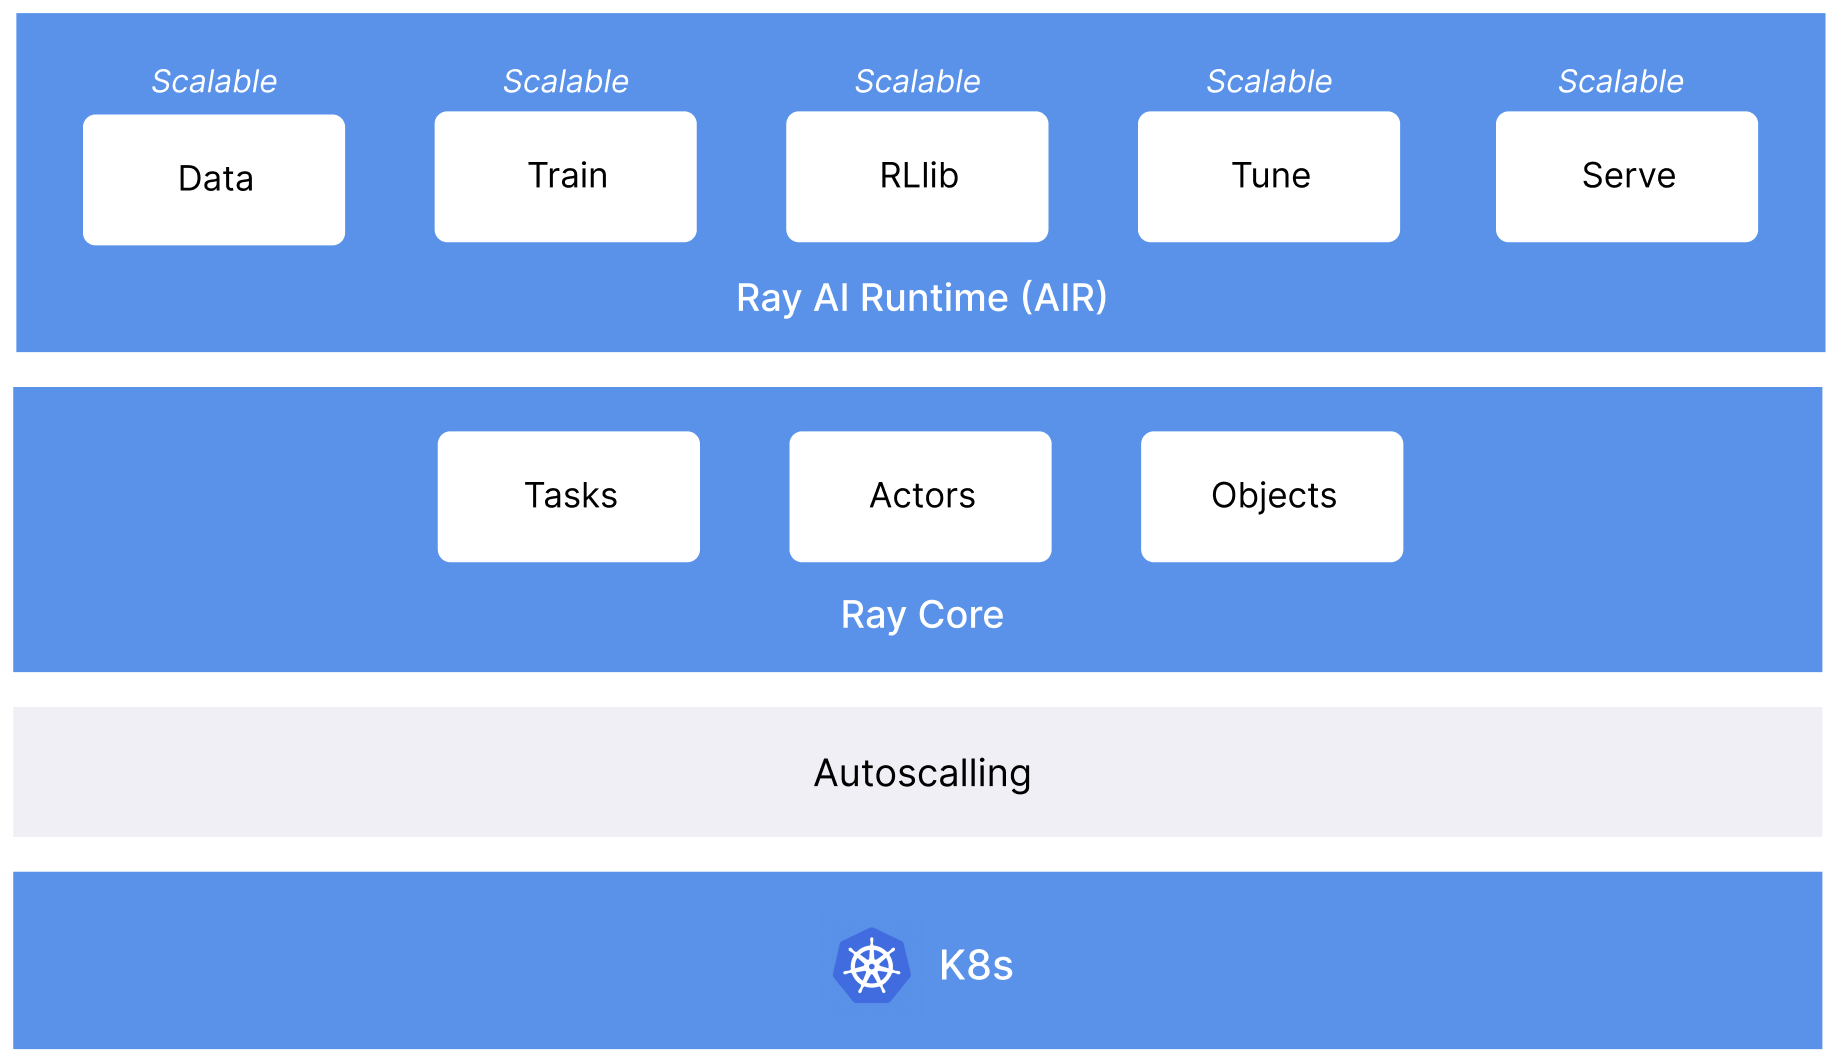 Scalable Scalable Scalable Scalable Scalable
Data Train RLlib Tune Serve
Ray AI Runtime (AIR)
Tasks Actors Objects
Ray Core
Autoscalling
K8s